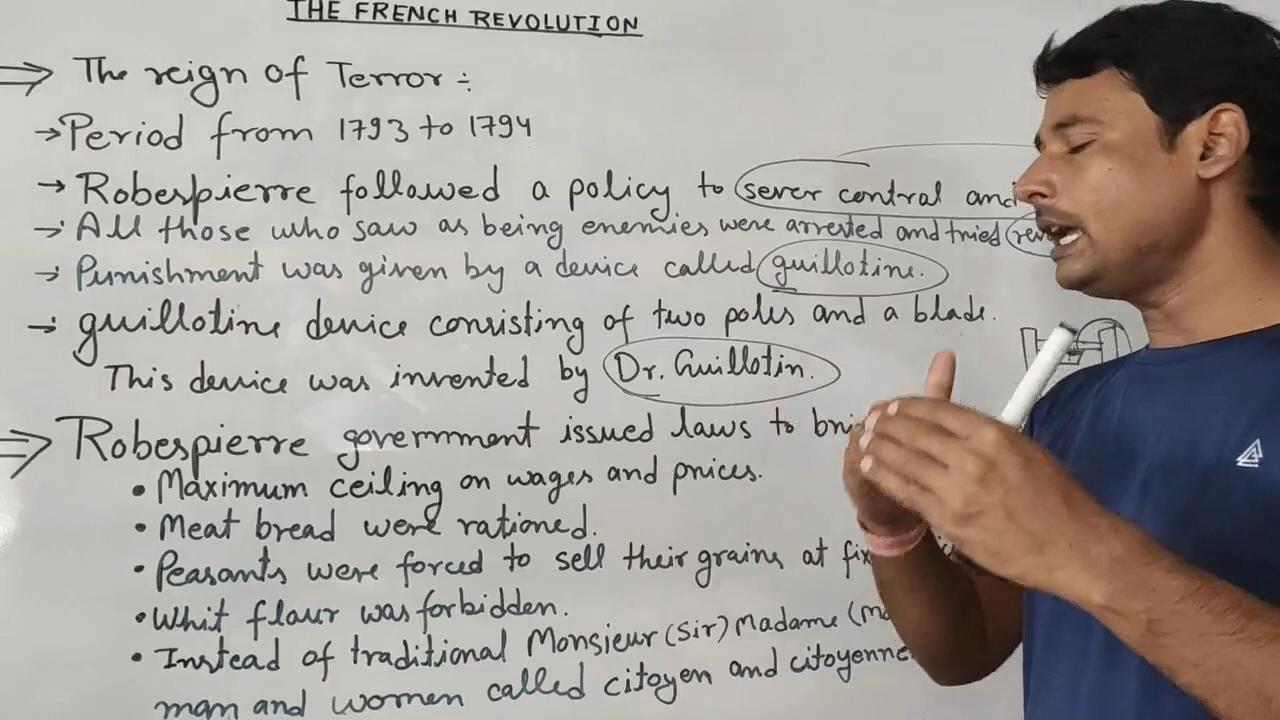 THE FRENCH REVOLUTION
⇒ The reign of Terror ÷
→ Period from 1793 to 1794
→ Robespierre followed a policy to sever contral and
→ All those who saw as being enemies were arrested and tried
→ Punishment was given by a device called guillotine.
→ guillotine device consisting of two poles and a blade.
This device was invented by Dr. Guillotin.
⇒ Robespierre government issued laws to
• Maximum ceiling on wages and prices.
• Meat bread were rationed.
• Peasants were forced to sell their grains at
• Whit flaur was forbidden.
• Instead of traditional Monsieur (Sir) Madame
man and women called citoyen and citoyenne